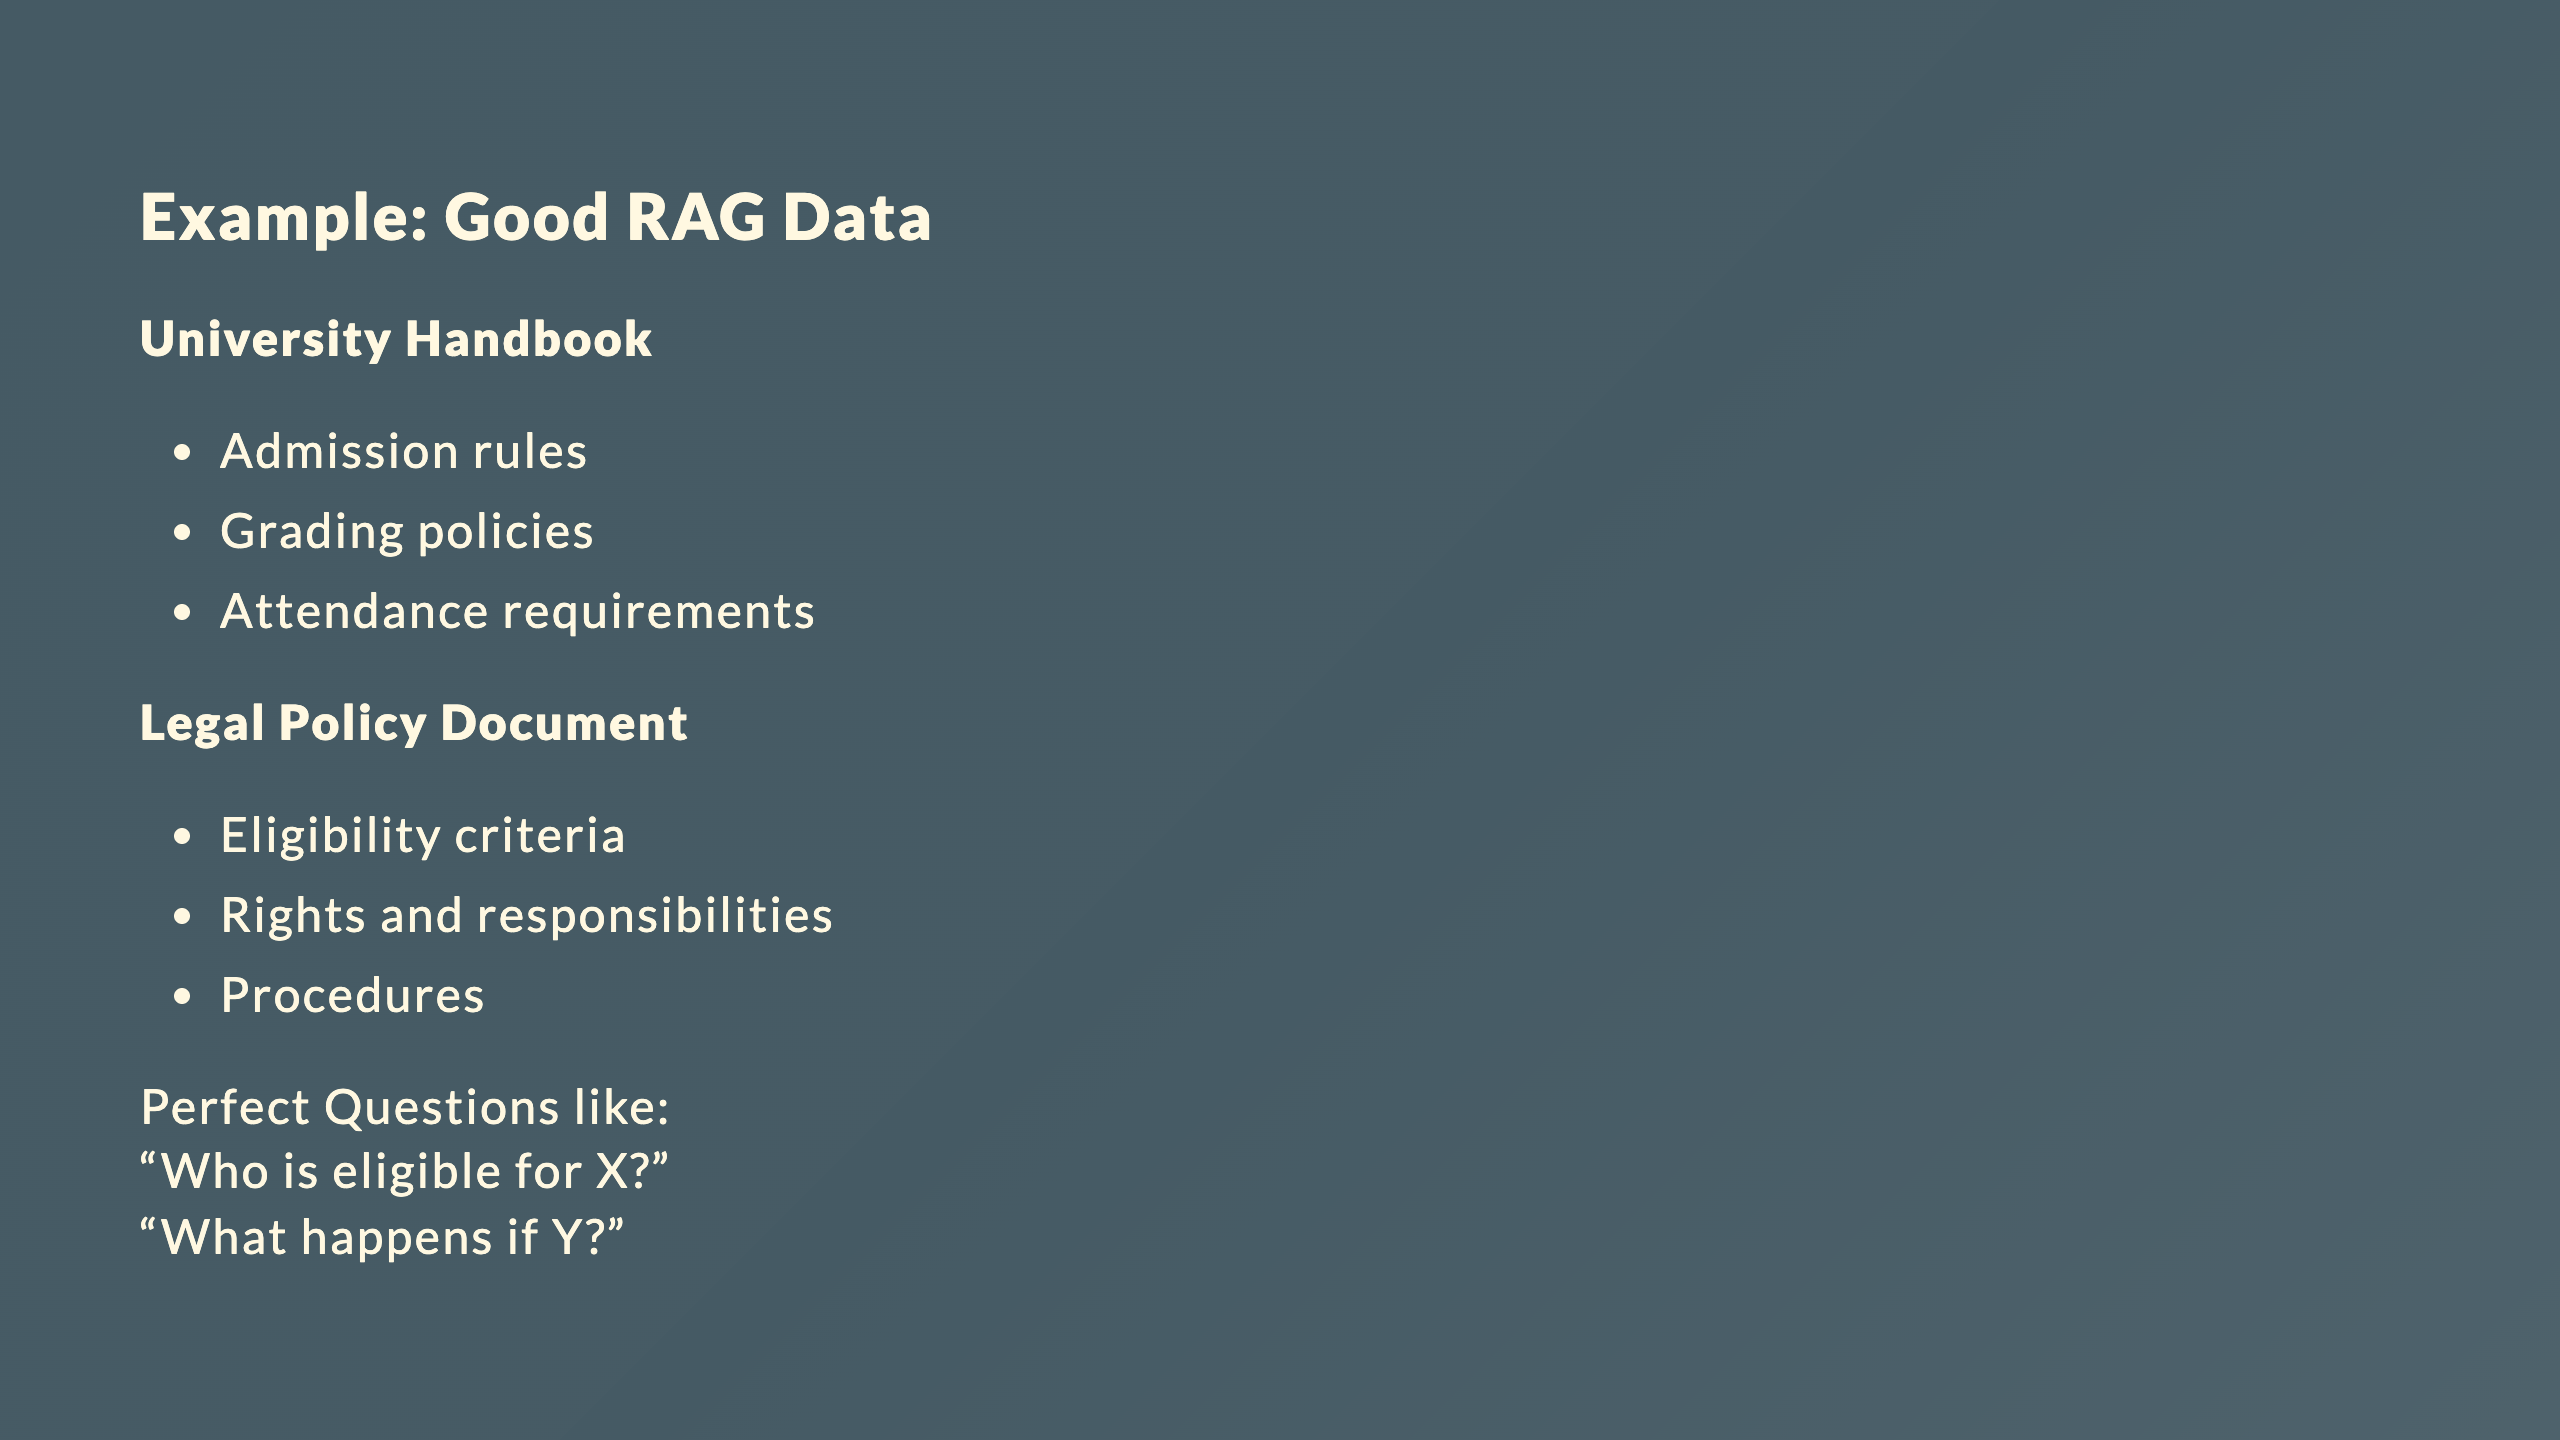 Example: Good RAG Data
University Handbook
• Admission rules
• Grading policies
• Attendance requirements
Legal Policy Document
• Eligibility criteria
• Rights and responsibilities
• Procedures
Perfect Questions like:
“Who is eligible for X?”
“What happens if Y?”